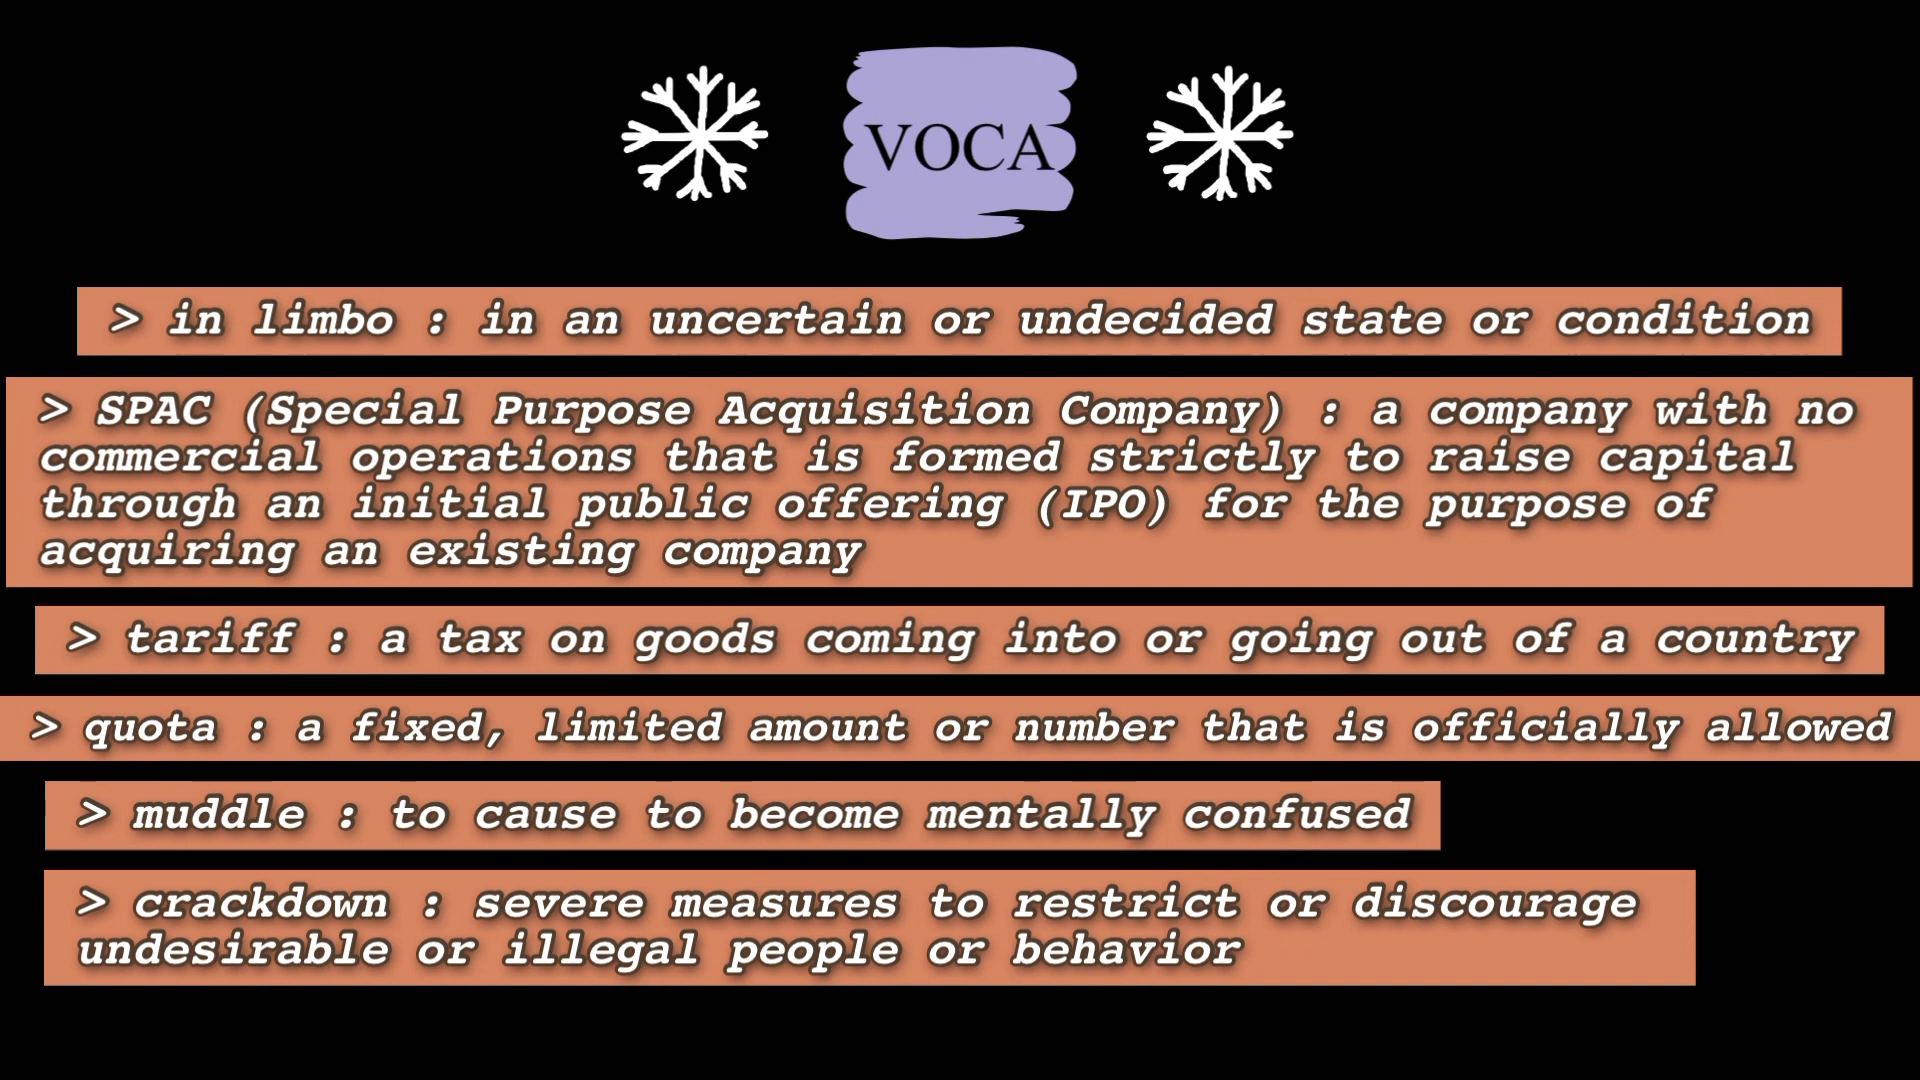 VOCA
> in limbo : in an uncertain or undecided state or condition
> SPAC (Special Purpose Acquisition Company) : a company with no
commercial operations that is formed strictly to raise capital
through an initial public offering (IPO) for the purpose of
acquiring an existing company
> tariff : a tax on goods coming into or going out of a country
> quota : a fixed, limited amount or number that is officially allowed
> muddle : to cause to become mentally confused
> crackdown : severe measures to restrict or discourage
undesirable or illegal people or behavior